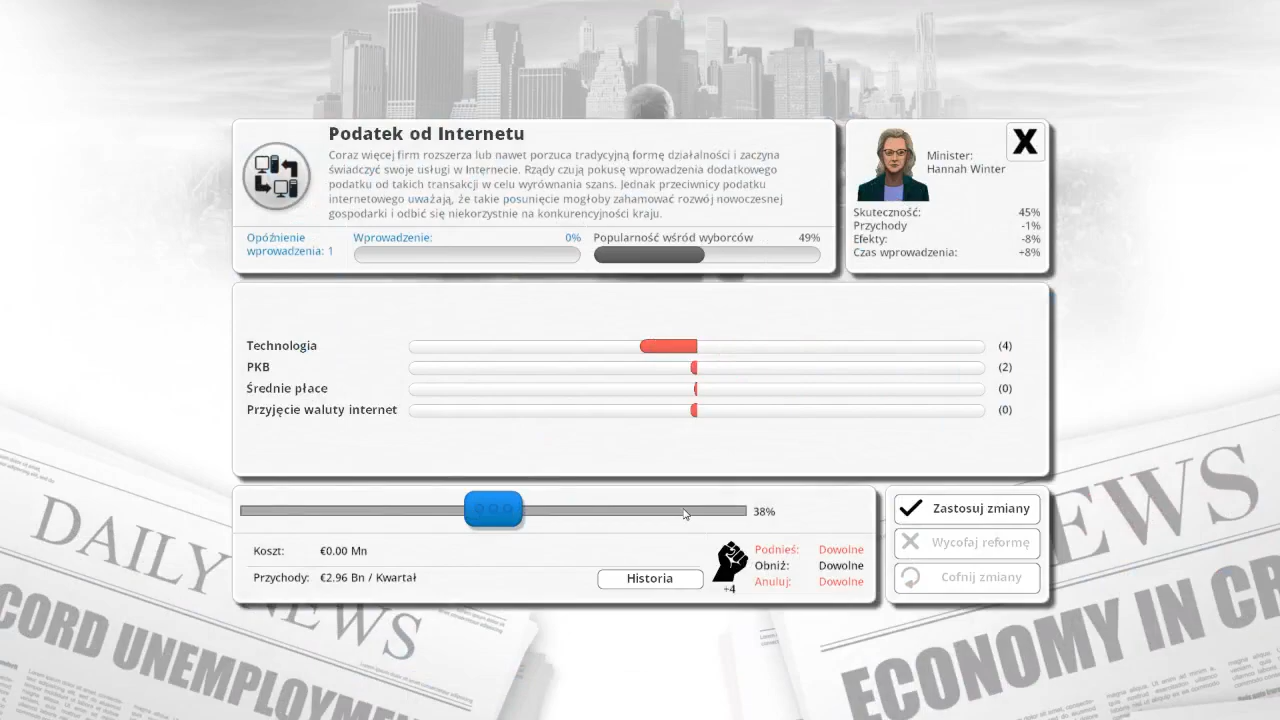 Podatek od Internetu
Coraz więcej firm rozszerza lub nawet porzuca tradycyjną formę działalności i zaczyna
świadczyć swoje usługi w Internecie. Rządy czują pokusę wprowadzenia dodatkowego
podatku od takich transakcji w celu wyrównania szans. Jednak przeciwnicy podatku
internetowego uważają, że takie posunięcie mogłoby zahamować rozwój nowoczesnej
gospodarki i odbić się niekorzystnie na konkurencyjności kraju.
Opóźnienie
wprowadzenia: 1
Wprowadzenie: 0%
Popularność wśród wyborców 49%
X
Minister:
Hannah Winter
Skuteczność: 45%
Przychody -1%
Efekty: -8%
Czas wprowadzenia: +8%
Technologia (4)
PKB (2)
Średnie płace (0)
Przyjęcie waluty internet (0)
38%
Koszt: €0.00 Mn
Przychody: €2.96 Bn / Kwartał
Historia
+4
Podnieś: Dowolne
Obniż: Dowolne
Anuluj: Dowolne
Zastosuj zmiany
Wycofaj reformę
Cofnij zmiany
DAILY NEWS
CORD UNEMPLOYME
EWS
ECONOMY IN CR